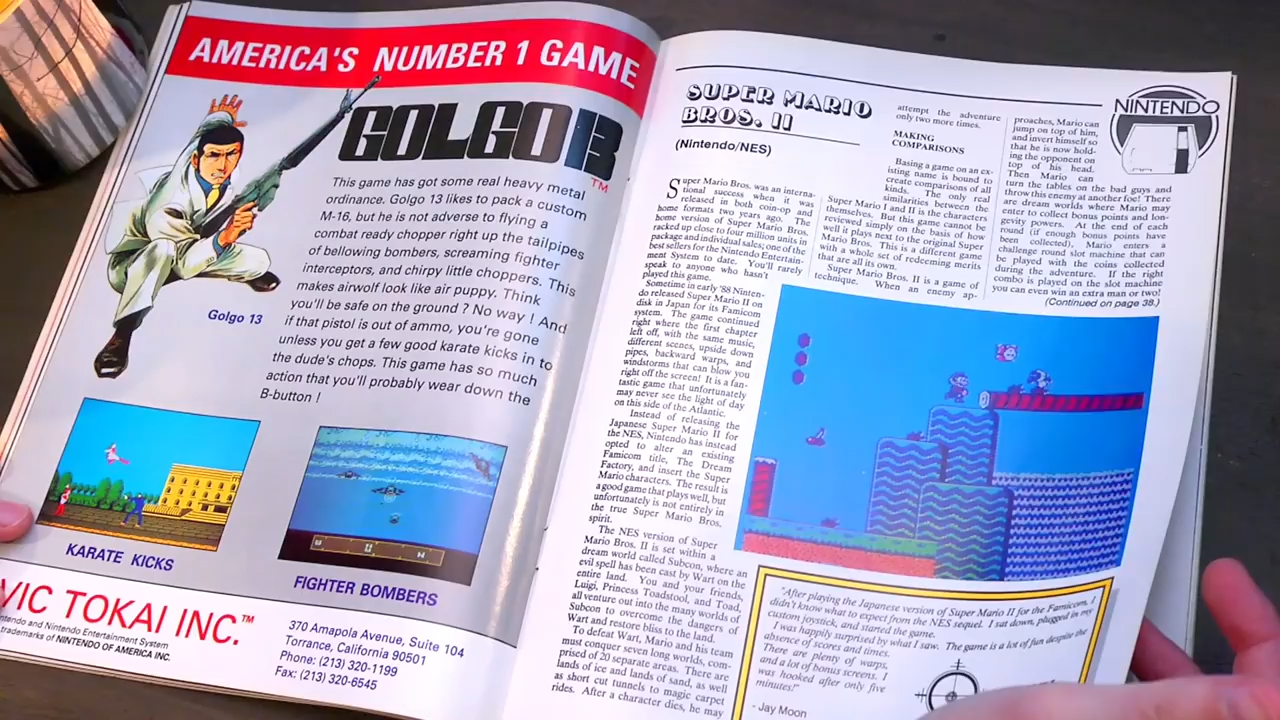 AMERICA'S NUMBER 1 GAME
GOLGO 13
TM
This game has got some real heavy metal
ordinance. Golgo 13 likes to pack a custom
M-16, but he is not adverse to flying a
combat ready chopper right up the tailpipes
of bellowing bombers, screaming fighter
interceptors, and chirpy little choppers. This
makes airwolf look like air puppy. Think
you'll be safe on the ground ? No way ! And
if that pistol is out of ammo, you're gone
unless you get a few good karate kicks in to
the dude's chops. This game has so much
action that you'll probably wear down the
B-button !
Golgo 13
KARATE KICKS
FIGHTER BOMBERS
VIC TOKAI INC.™
ntendo and Nintendo Entertainment System
trademarks of NINTENDO OF AMERICA INC.
370 Amapola Avenue, Suite 104
Torrance, California 90501
Phone: (213) 320-1199
Fax: (213) 320-6545
SUPER MARIO
BROS. II
(Nintendo/NES)
Super Mario Bros. was an interna-
tional success when it was
released in both coin-op and
home formats two years ago. The
home version of Super Mario Bros.
racked up close to four million units in
package and individual sales; one of the
best sellers for the Nintendo Entertain-
ment System to date. You'll rarely
speak to anyone who hasn't
played this game.
Sometime in early '88 Ninten-
do released Super Mario II on
disk in Japan for its Famicom
system. The game continued
right where the first chapter
left off, with the same music,
different scenes, upside down
pipes, backward warps, and
windstorms that can blow you
right off the screen! It is a fan-
tastic game that unfortunately
may never see the light of day
on this side of the Atlantic.
Instead of releasing the
Japanese Super Mario II for
the NES, Nintendo has instead
opted to alter an existing
Famicom title, The Dream
Factory, and insert the Super
Mario characters. The result is
a good game that plays well, but
unfortunately is not entirely in
the true Super Mario Bros.
spirit.
The NES version of Super
Mario Bros. II is set within a
dream world called Subcon, where an
evil spell has been cast by Wart on the
entire land. You and your friends,
Luigi, Princess Toadstool, and Toad,
all venture out into the many worlds of
Subcon to overcome the dangers of
Wart and restore bliss to the land.
To defeat Wart, Mario and his team
must conquer seven long worlds, com-
prised of 20 separate areas. There are
lands of ice and lands of sand, as well
as short cut tunnels to magic carpet
rides. After a character dies, he may
attempt the adventure
only two more times.
MAKING
COMPARISONS
Basing a game on an ex-
isting name is bound to
create comparisons of all
kinds. The only real
similarities between the
Super Mario I and II is the characters
themselves. But this game cannot be
reviewed simply on the basis of how
well it plays next to the original Super
Mario Bros. This is a different game
with a whole set of redeeming merits
that are all its own.
Super Mario Bros. II is a game of
technique. When an enemy ap-
proaches, Mario can
jump on top of him,
and invert himself so
that he is now hold-
ing the opponent on
top of his head.
Then Mario can
turn the tables on the bad guys and
throw this enemy at another foe! There
are dream worlds where Mario may
enter to collect bonus points and lon-
gevity points. At the end of each
round (if enough bonus points have
been collected), Mario enters a
challenge round slot machine that can
be played with the coins collected
during the adventure. If the right
combo is played on the slot machine
you can even win an extra man or two!
(Continued on page 38.)
NINTENDO
"After playing the Japanese version of Super Mario II for the Famicom, I
didn't know what to expect from the NES sequel. I sat down, plugged in my
custom joystick, and started the game.
I was happily surprised by what I saw. The game is a lot of fun despite the
absence of scores and times.
There are plenty of warps,
and a lot of bonus screens. I
was hooked after only five
minutes!"
- Jay Moon